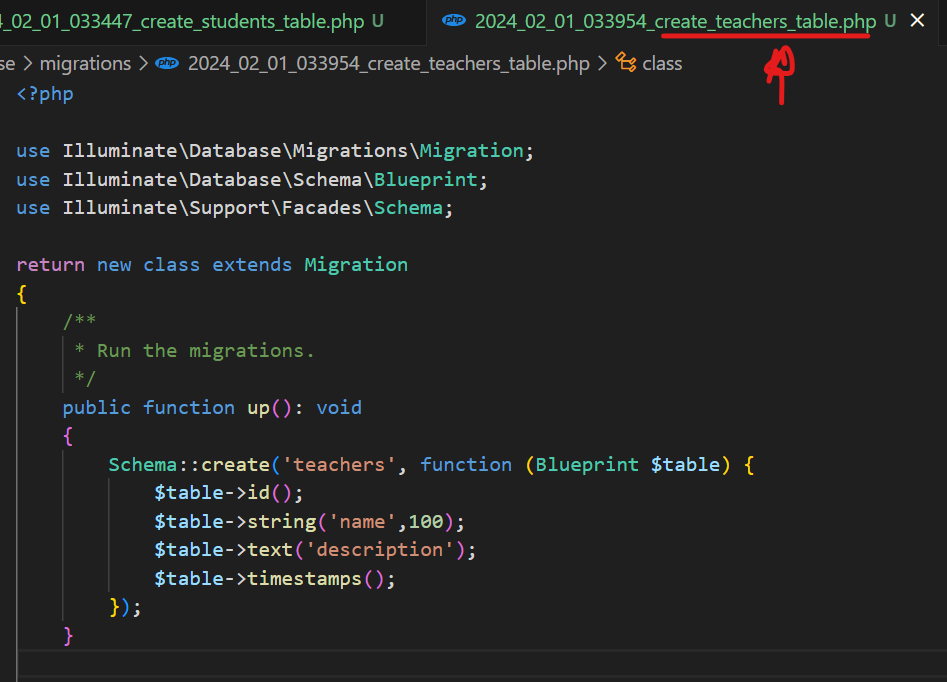 4_02_01_033447_create_students_table.php U
php 2024_02_01_033954_create_teachers_table.php U
se > migrations > php 2024_02_01_033954_create_teachers_table.php > class
<?php
use Illuminate\Database\Migrations\Migration;
use Illuminate\Database\Schema\Blueprint;
use Illuminate\Support\Facades\Schema;
return new class extends Migration
{
/**
* Run the migrations.
*/
public function up(): void
{
Schema::create('teachers', function (Blueprint $table) {
$table->id();
$table->string('name',100);
$table->text('description');
$table->timestamps();
});
}